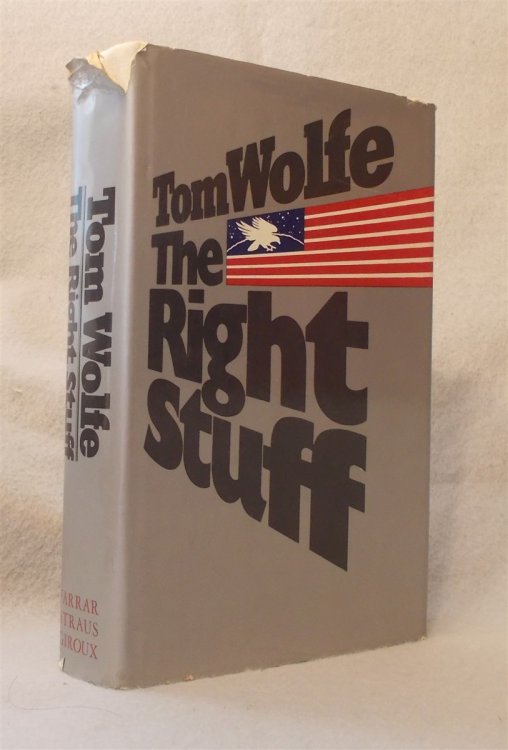 Tom Wolfe
The
Right
Stuff
Tom Wolfe
The Right Stuff
FARRAR
STRAUS
GIROUX